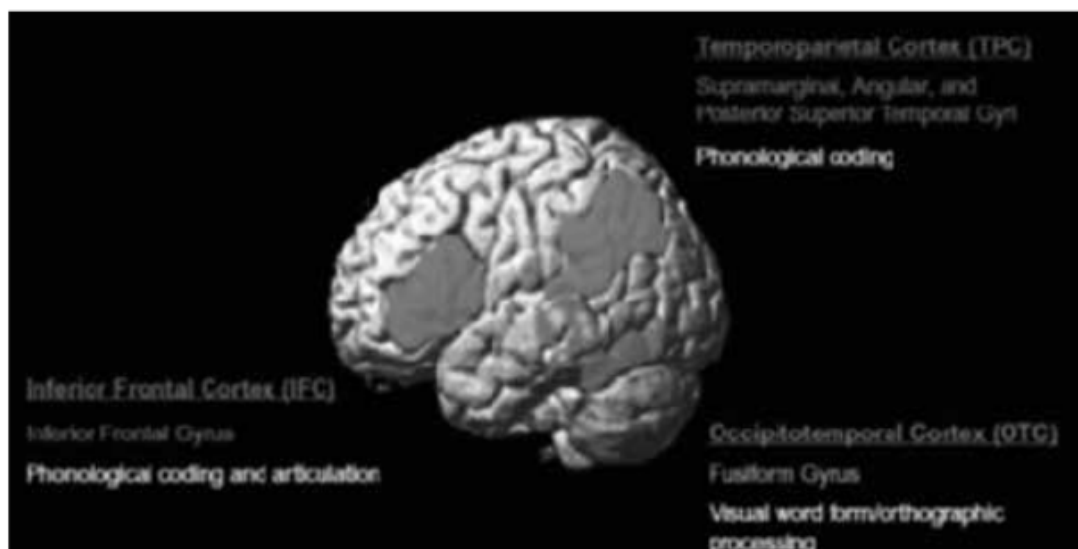 Temporoparietal Cortex (TPC)
Supramarginal, Angular, and
Posterior Superior Temporal Gyri
Phonological coding
Inferior Frontal Cortex (IFC)
Inferior Frontal Gyrus
Phonological coding and articulation
Occipitotemporal Cortex (OTC)
Fusiform Gyrus
Visual word form/orthographic
processing